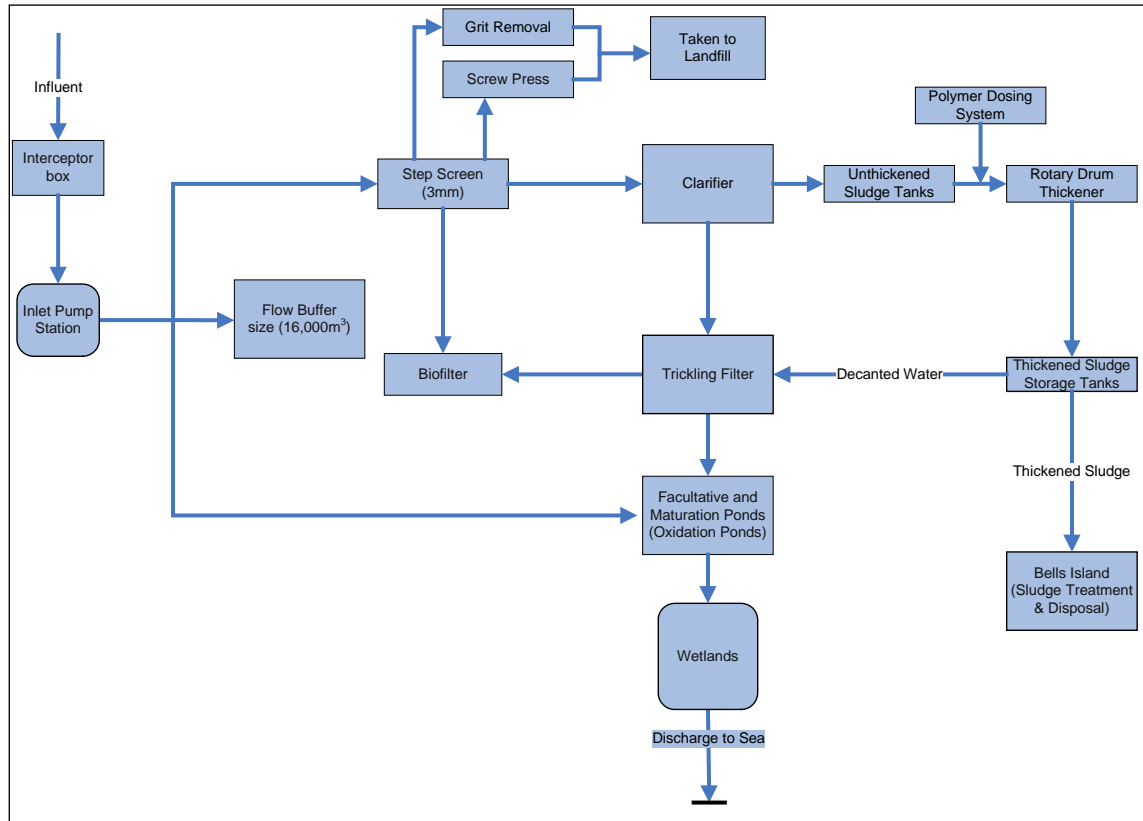 Grit Removal
Taken to
Landfill
Screw Press
Influent
Polymer Dosing
System
Interceptor
box
Step Screen
(3mm)
Clarifier
Unthickened
Sludge Tanks
Rotary Drum
Thickener
Inlet Pump
Station
Flow Buffer
size (16,000m³)
Biofilter
Trickling Filter
Decanted Water
Thickened Sludge
Storage Tanks
Thickened Sludge
Facultative and
Maturation Ponds
(Oxidation Ponds)
Bells Island
(Sludge Treatment
& Disposal)
Wetlands
Discharge to Sea